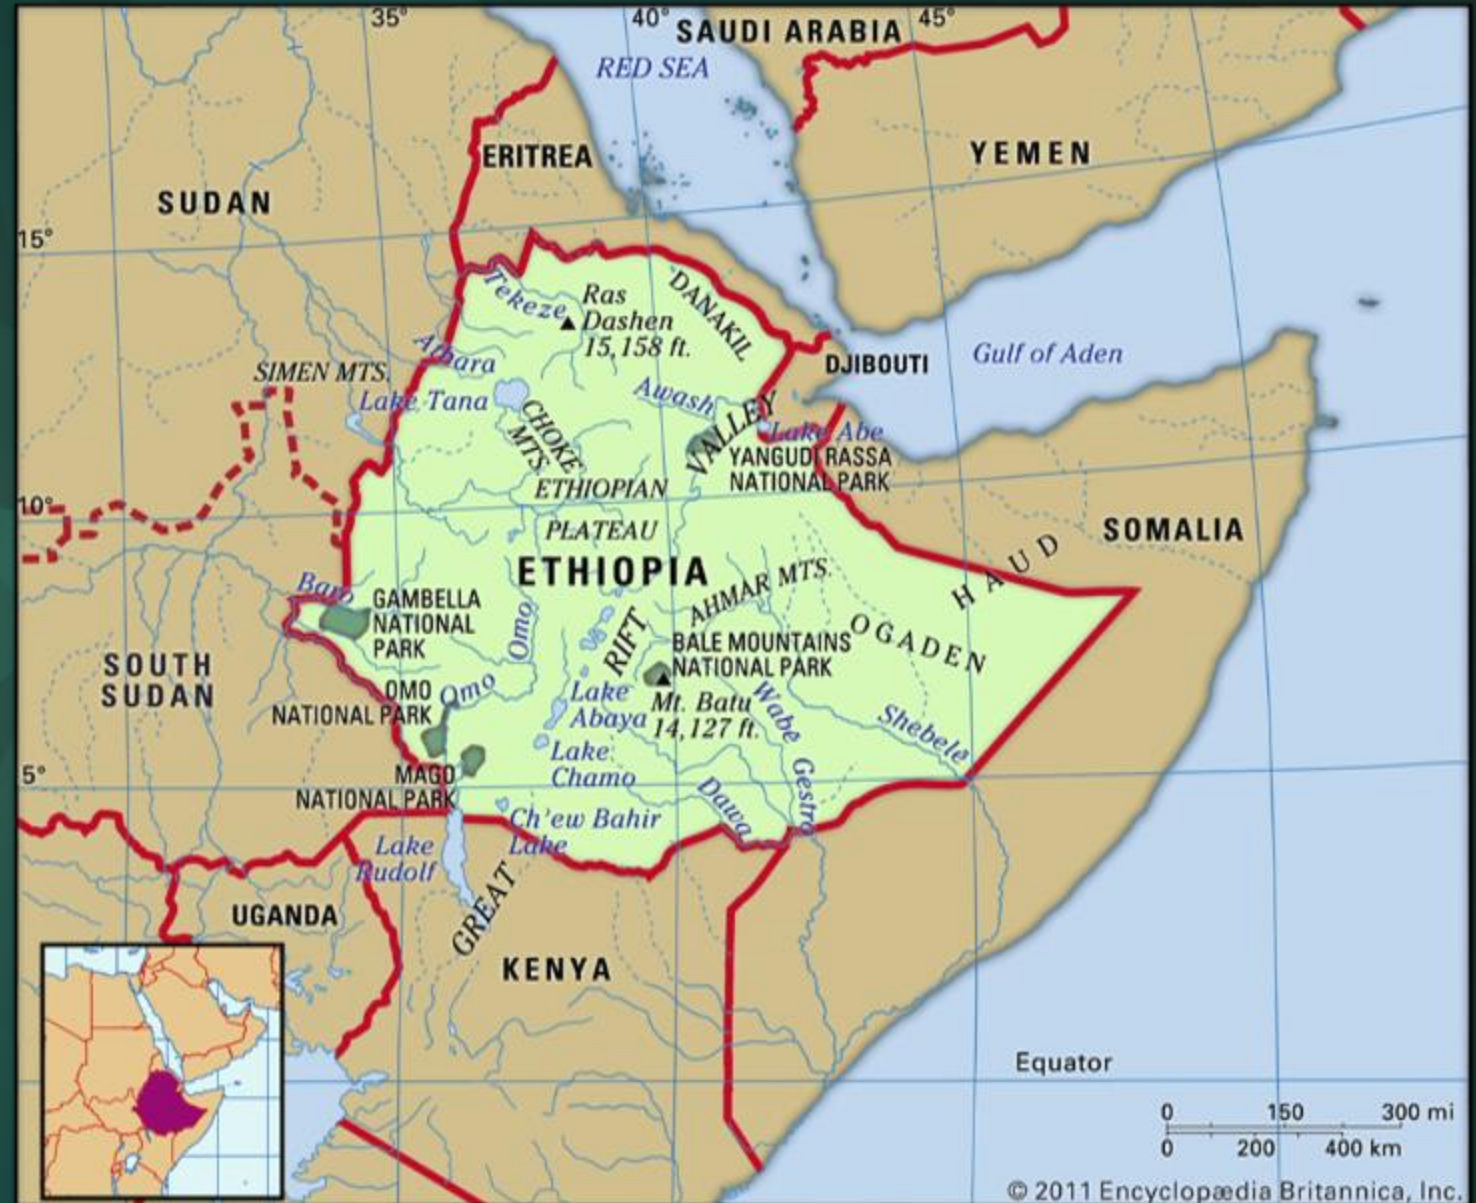 35°
40°
45°
SAUDI ARABIA
RED SEA
ERITREA
YEMEN
SUDAN
15°
Tekeze
Ras
Dashen
15,158 ft.
DANAKIL
Atbara
SIMEN MTS.
DJIBOUTI
Gulf of Aden
Lake Tana
Awash
CHOKE
MTS.
VALLEY
Lake Abe
YANGUDI RASSA
NATIONAL PARK
ETHIOPIAN
PLATEAU
10°
SOMALIA
ETHIOPIA
HAUD
AHMAR MTS.
Baro
GAMBELLA
NATIONAL
PARK
Omo
RIFT
OGADEN
BALE MOUNTAINS
NATIONAL PARK
SOUTH
SUDAN
OMO
NATIONAL PARK
Omo
Lake
Abaya
Mt. Batu
14,127 ft.
Wabe
Gestro
Shebele
Lake
Chamo
5°
MAGO
NATIONAL PARK
Dawa
Ch'ew Bahir
Lake
Lake
Rudolf
GREAT
UGANDA
KENYA
Equator
0 150 300 mi
0 200 400 km
© 2011 Encyclopædia Britannica, Inc.